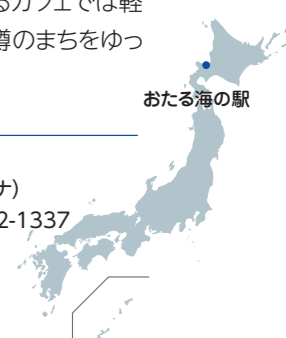 るカフェでは軽
樽のまちをゆっ
おたる海の駅
ナ)
2-1337